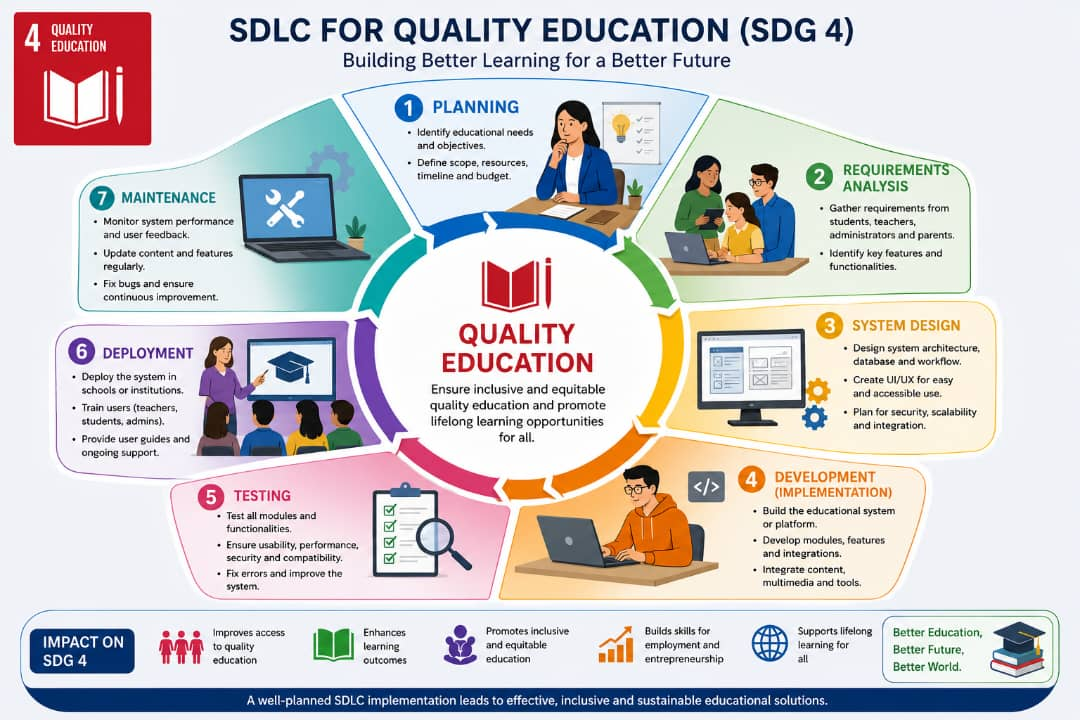 4 QUALITY
EDUCATION
SDLC FOR QUALITY EDUCATION (SDG 4)
Building Better Learning for a Better Future
1 PLANNING
• Identify educational needs
and objectives.
• Define scope, resources,
timeline and budget.
2 REQUIREMENTS
ANALYSIS
• Gather requirements from
students, teachers,
administrators and parents.
• Identify key features and
functionalities.
3 SYSTEM DESIGN
• Design system architecture,
database and workflow.
• Create UI/UX for easy
and accessible use.
• Plan for security, scalability
and integration.
</>
4 DEVELOPMENT
(IMPLEMENTATION)
• Build the educational system
or platform.
• Develop modules, features
and integrations.
• Integrate content,
multimedia and tools.
5 TESTING
• Test all modules and
functionalities.
• Ensure usability, performance,
security and compatibility.
• Fix errors and improve the
system.
6 DEPLOYMENT
• Deploy the system in
schools or institutions.
• Train users (teachers,
students, admins).
• Provide user guides and
ongoing support.
7 MAINTENANCE
• Monitor system performance
and user feedback.
• Update content and features
regularly.
• Fix bugs and ensure
continuous improvement.
QUALITY
EDUCATION
Ensure inclusive and equitable
quality education and promote
lifelong learning opportunities
for all.
IMPACT ON
SDG 4
Improves access
to quality
education
Enhances
learning
outcomes
Promotes inclusive
and equitable
education
Builds skills for
employment and
entrepreneurship
Supports lifelong
learning for
all
Better Education,
Better Future,
Better World.
A well-planned SDLC implementation leads to effective, inclusive and sustainable educational solutions.